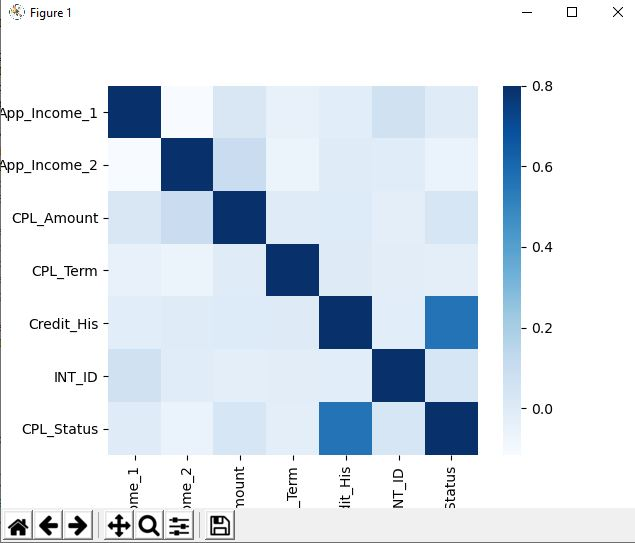 Figure 1
App_Income_1
App_Income_2
CPL_Amount
CPL_Term
Credit_His
INT_ID
CPL_Status
0.8
0.6
0.4
0.2
0.0
ome_1
ome_2
mount
_Term
dit_His
NT_ID
Status